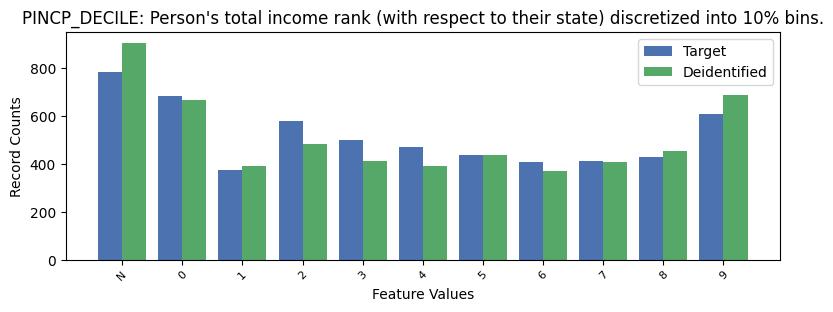 PINCP_DECILE: Person's total income rank (with respect to their state) discretized into 10% bins.
Target
Deidentified
Record Counts
800
600
400
200
0
N 0 1 2 3 4 5 6 7 8 9
Feature Values